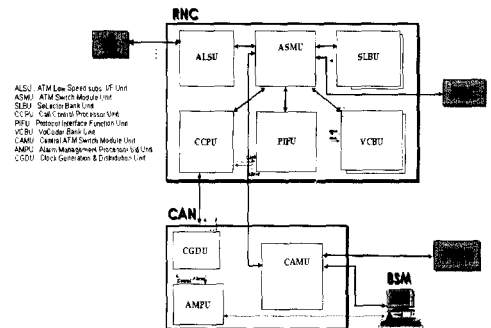 RNC
ALSU
ASMU
SLBU
CCPU
PIFU
VCBU
ALSU : ATM Low Speed subs. I/F Unit
ASMU : ATM Switch Module Unit
SLBU : SeLector Bank Unit
CCPU : Call Control Processor Unit
PIFU : Protocol Interface Function Unit
VCBU : VoCoder Bank Unit
CAMU : Central ATM Switch Module Unit
AMPU : Alarm Management Processor Unit
CGDU : Clock Generation & Distribution Unit
CAN
CGDU
CAMU
AMPU
BSM